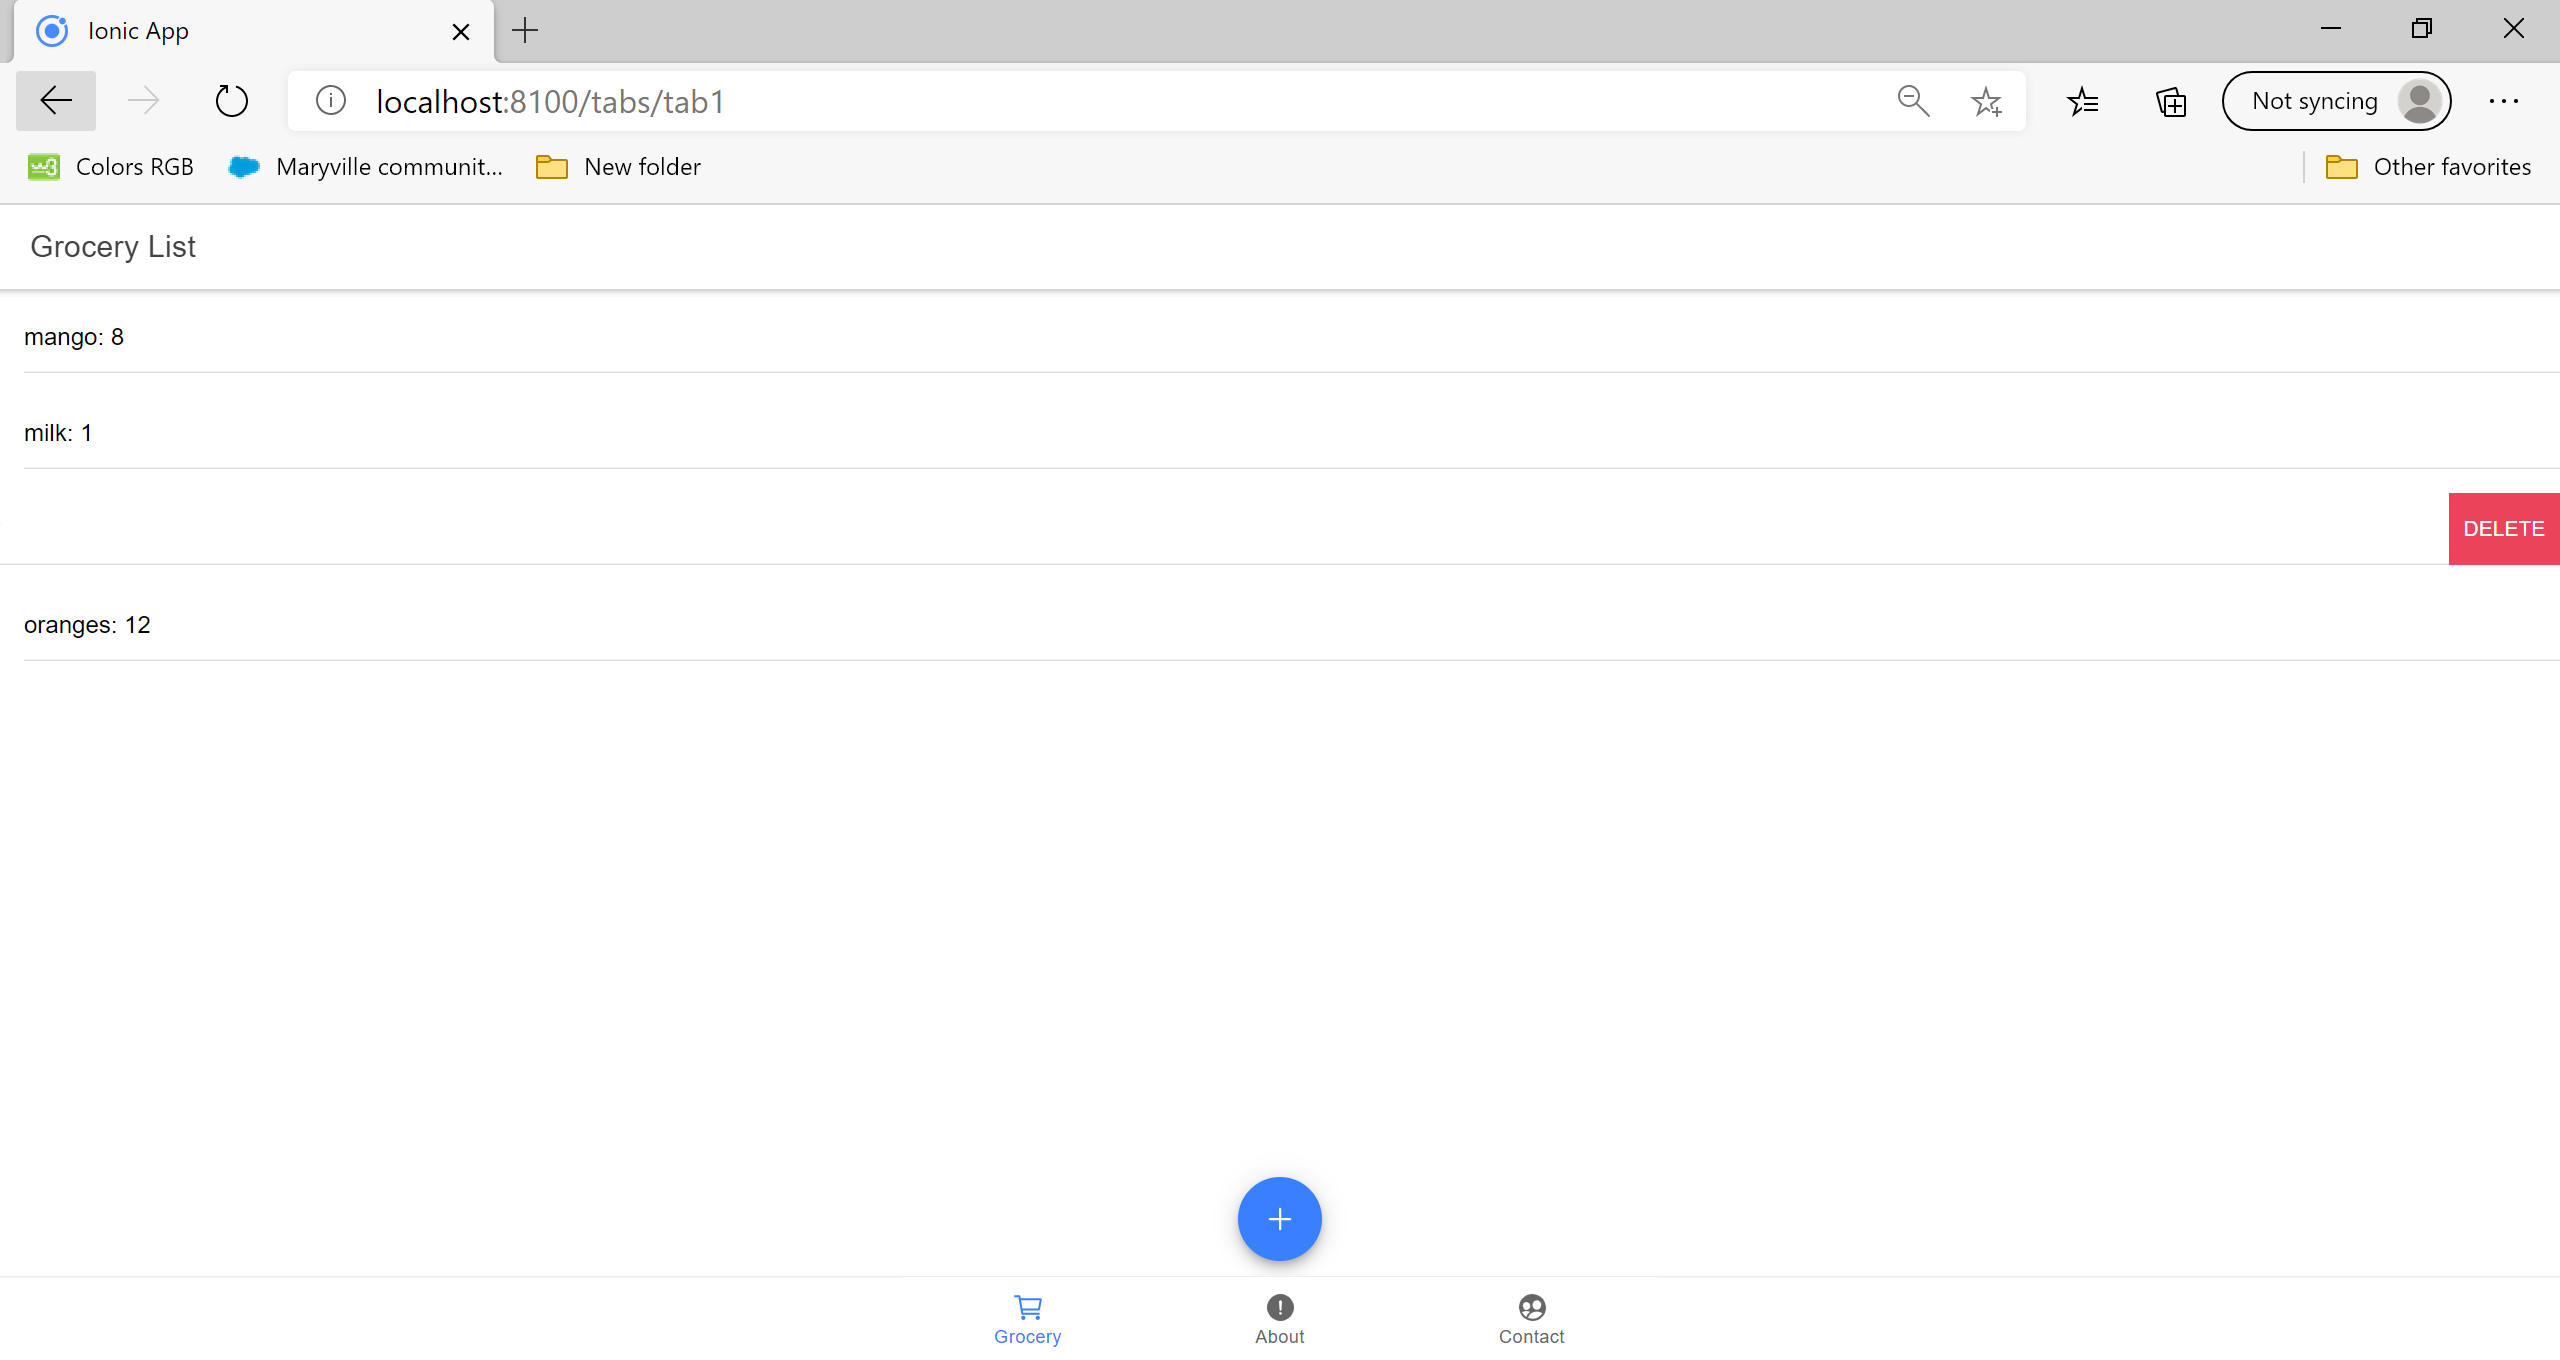 Ionic App
localhost:8100/tabs/tab1
Not syncing
Colors RGB
Maryville communit...
New folder
Other favorites
Grocery List
mango: 8
milk: 1
DELETE
oranges: 12
Grocery
About
Contact